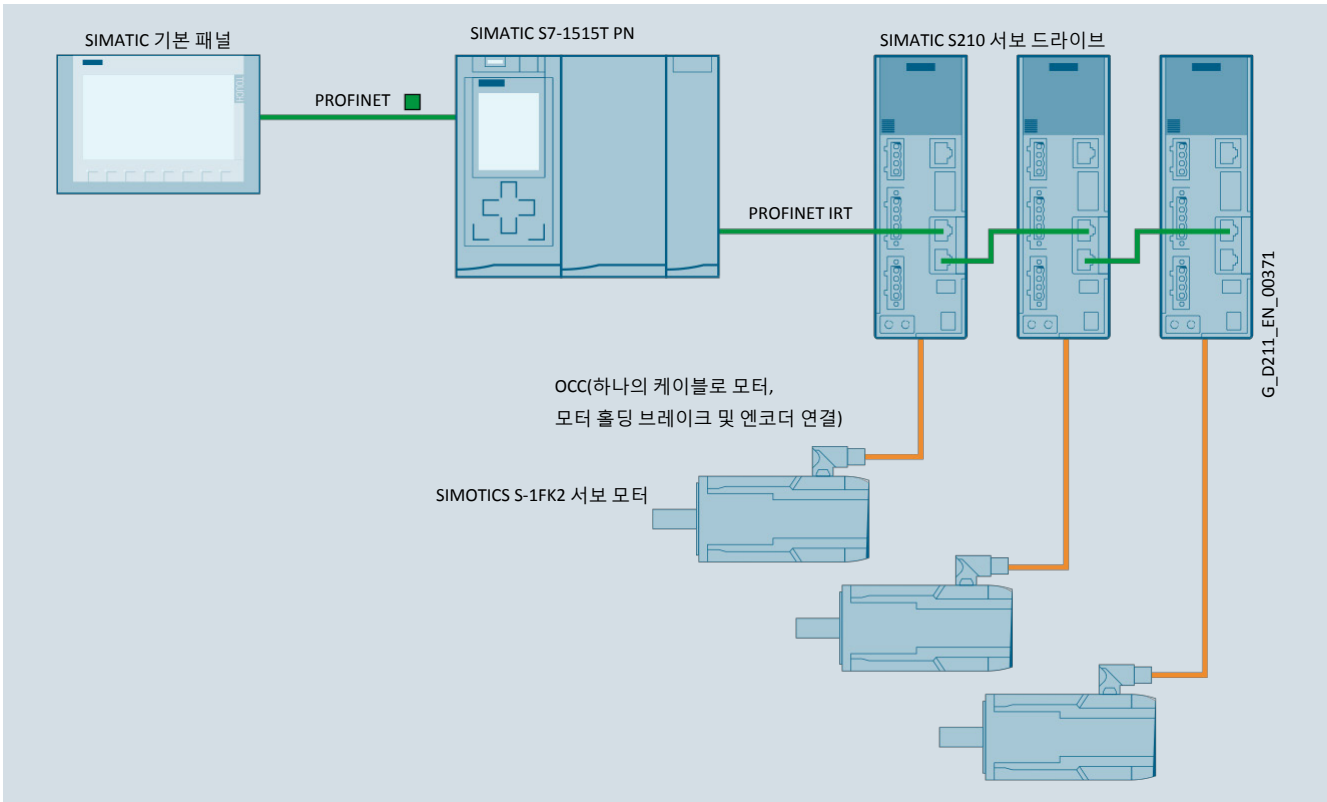 SIMATIC 기본 패널
SIMATIC S7-1515T PN
SIMATIC S210 서보 드라이브
TOUCH
PROFINET
PROFINET IRT
G_D211_EN_00371
OCC(하나의 케이블로 모터,
모터 홀딩 브레이크 및 엔코더 연결)
SIMOTICS S-1FK2 서보 모터